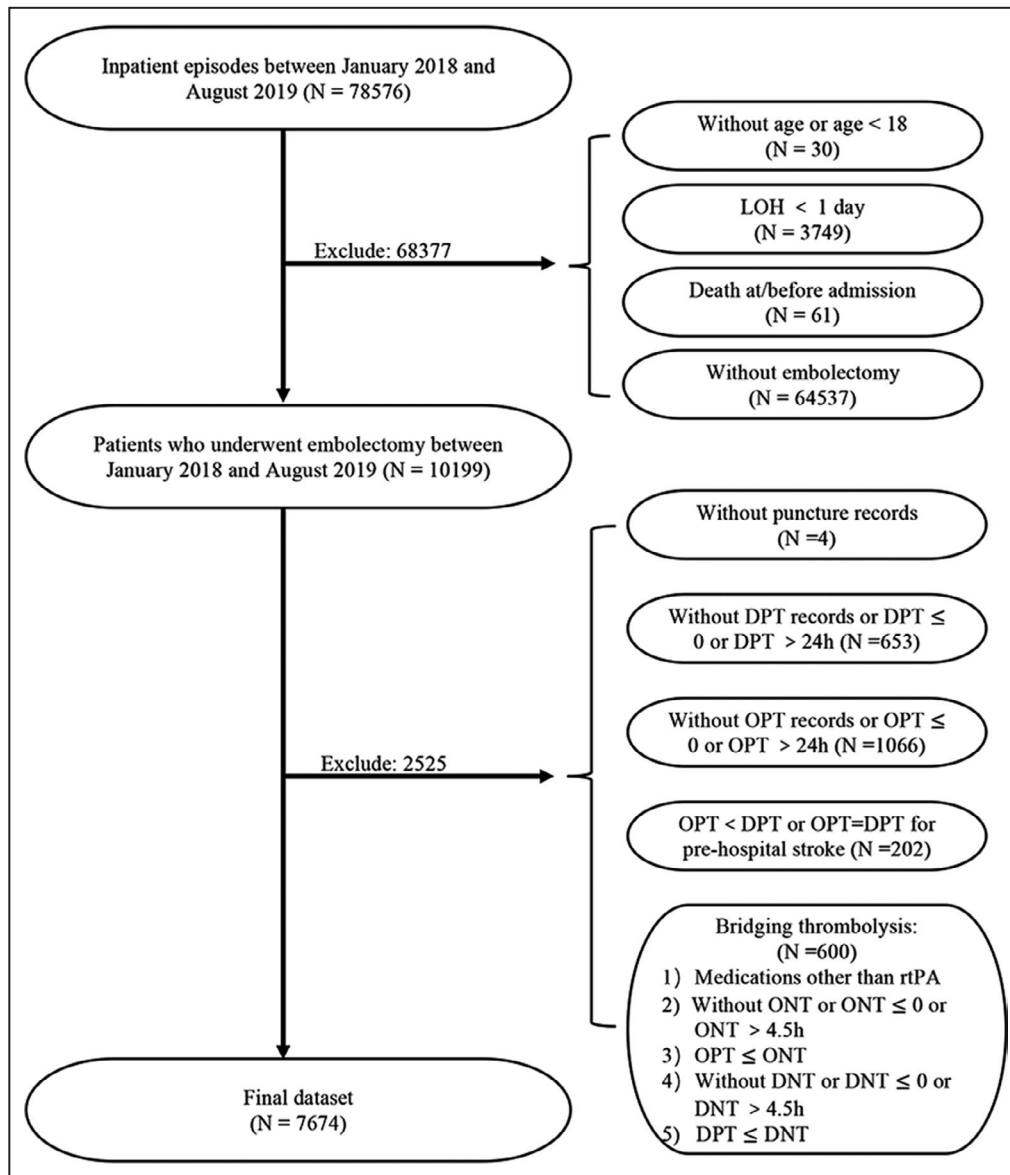 Inpatient episodes between January 2018 and
August 2019 (N = 78576)
Without age or age < 18
(N = 30)
LOH < 1 day
(N = 3749)
Exclude: 68377
Death at/before admission
(N = 61)
Without embolectomy
(N = 64537)
Patients who underwent embolectomy between
January 2018 and August 2019 (N = 10199)
Without puncture records
(N =4)
Without DPT records or DPT ≤
0 or DPT > 24h (N =653)
Without OPT records or OPT ≤
0 or OPT > 24h (N =1066)
Exclude: 2525
OPT < DPT or OPT=DPT for
pre-hospital stroke (N =202)
Bridging thrombolysis:
(N =600)
1) Medications other than rtPA
2) Without ONT or ONT ≤ 0 or
ONT > 4.5h
3) OPT ≤ ONT
4) Without DNT or DNT ≤ 0 or
DNT > 4.5h
5) DPT ≤ DNT
Final dataset
(N = 7674)